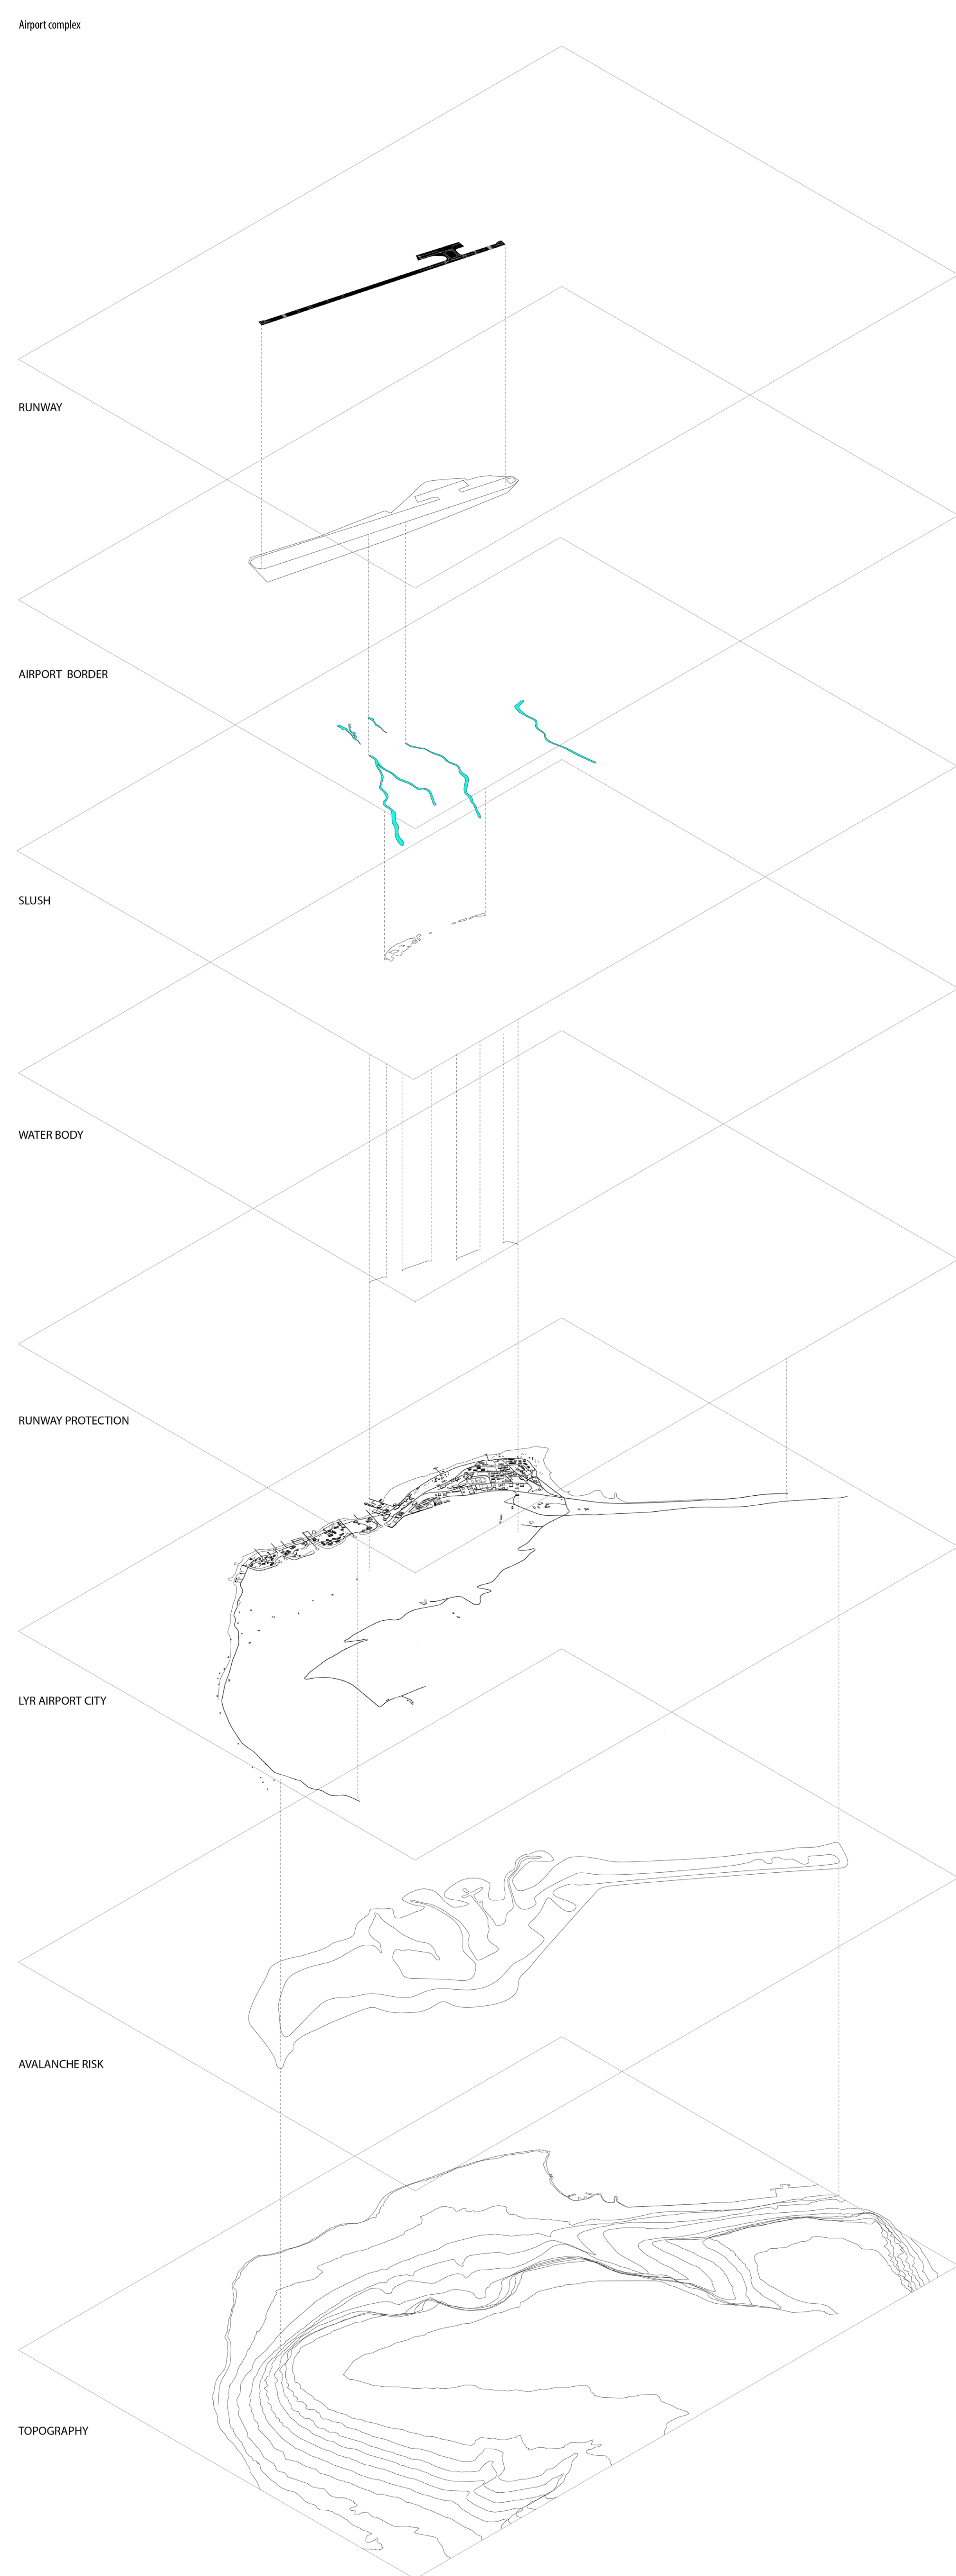 Airport complex
RUNWAY
AIRPORT  BORDER
SLUSH
WATER BODY
RUNWAY PROTECTION
LYR AIRPORT CITY
AVALANCHE RISK
TOPOGRAPHY